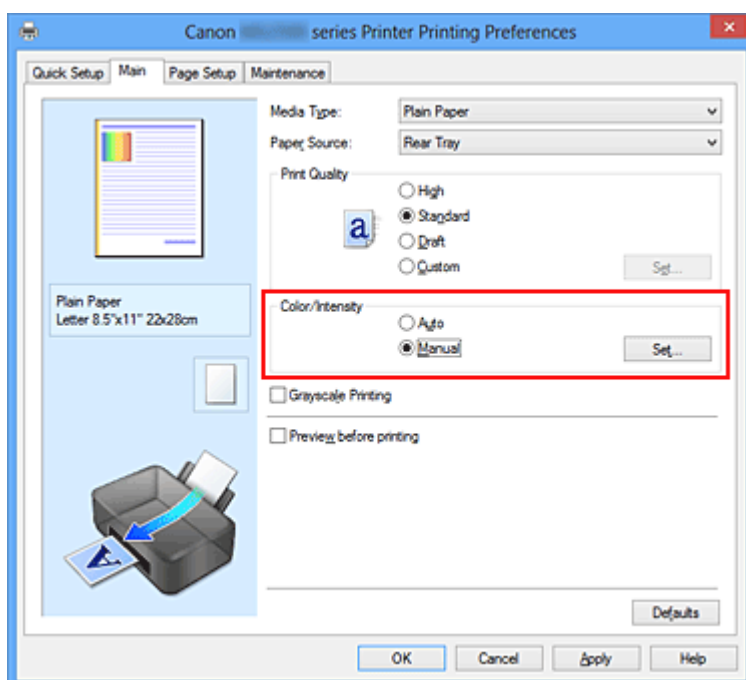 Canon series Printer Printing Preferences
Quick Setup Main Page Setup Maintenance
Media Type: Plain Paper
Paper Source: Rear Tray
Print Quality
High
a Standard
Draft
Custom Set...
Plain Paper
Letter 8.5"x11" 22x28cm
Color/Intensity
Auto
Manual Set...
Grayscale Printing
Preview before printing
A
Defaults
OK Cancel Apply Help